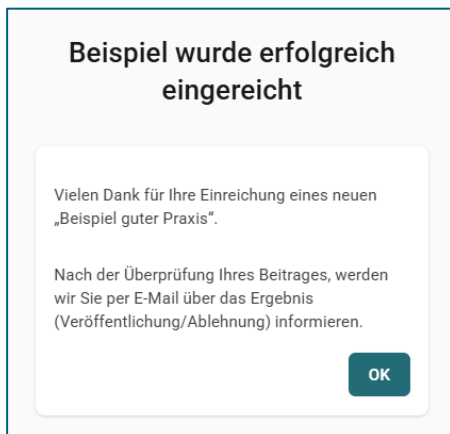 Beispiel wurde erfolgreich
eingereicht
Vielen Dank für Ihre Einreichung eines neuen
„Beispiel guter Praxis“.
Nach der Überprüfung Ihres Beitrages, werden
wir Sie per E-Mail über das Ergebnis
(Veröffentlichung/Ablehnung) informieren.
OK